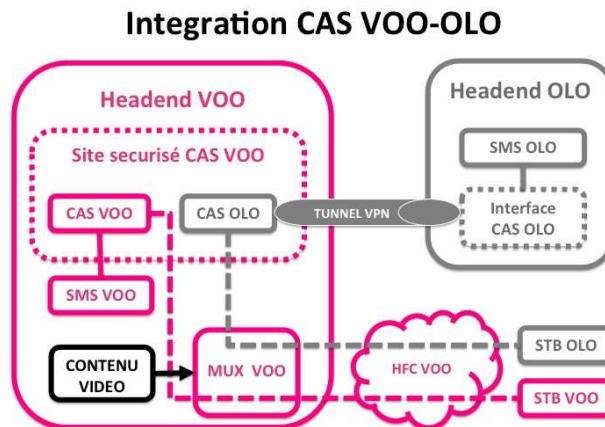 Integration CAS VOO-OLO
Headend VOO
Headend OLO
Site securisé CAS VOO
SMS OLO
CAS VOO
CAS OLO
TUNNEL VPN
Interface
CAS OLO
SMS VOO
CONTENU
VIDEO
MUX VOO
HFC VOO
STB OLO
STB VOO